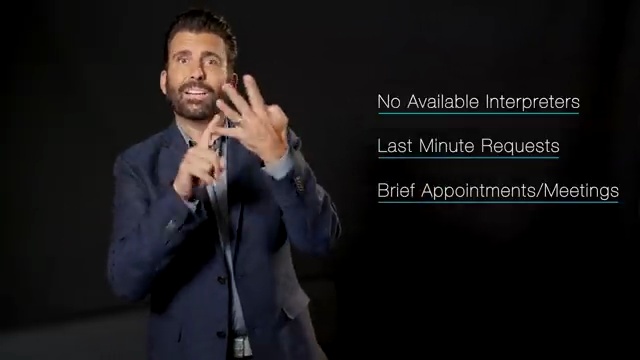 No Available Interpreters
Last Minute Requests
Brief Appointments/Meetings